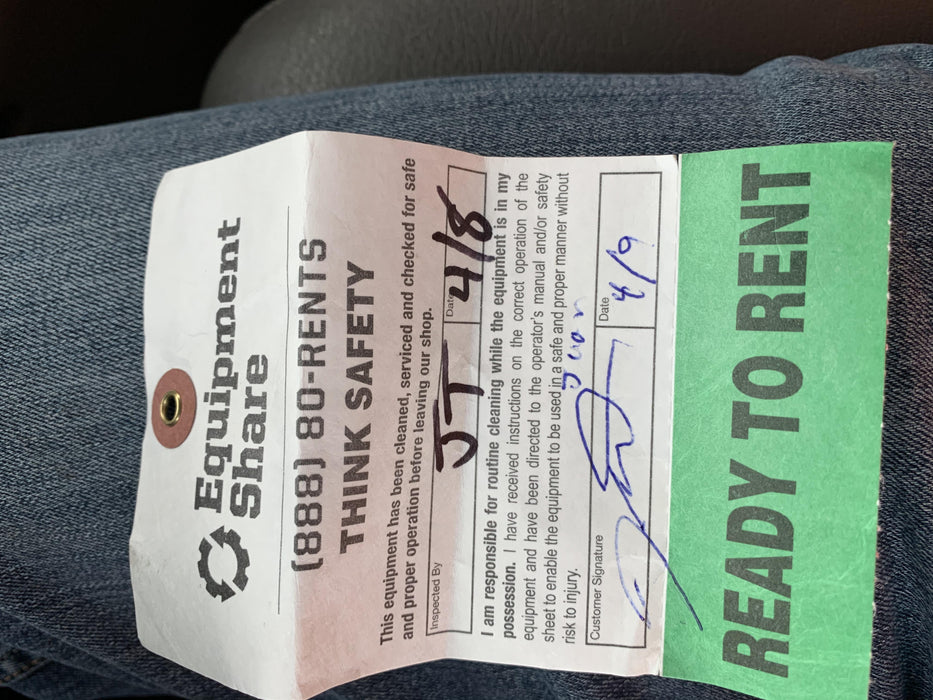 Equipment
Share
(888) 80-RENTS
THINK SAFETY
This equipment has been cleaned, serviced and checked for safe
and proper operation before leaving our shop.
Inspected By
JT
Date
4/8
I am responsible for routine cleaning while the equipment is in my
possession. I have received instructions on the correct operation of the
equipment and have been directed to the operator's manual and/or safety
sheet to enable the equipment to be used in a safe and proper manner without
risk to injury.
Juan
Customer Signature
Date
4/9
READY TO RENT